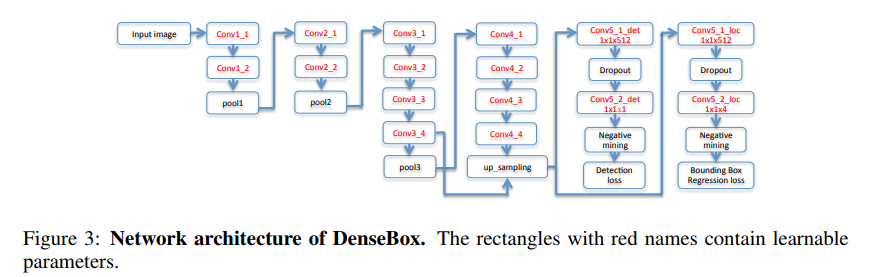 Input image
Conv1_1
Conv1_2
pool1
Conv2_1
Conv2_2
pool2
Conv3_1
Conv3_2
Conv3_3
Conv3_4
pool3
Conv4_1
Conv4_2
Conv4_3
Conv4_4
up_sampling
Conv5_1_det
1x1x512
Dropout
Conv5_2_det
1x1x1
Negative
mining
Detection
loss
Conv5_1_loc
1x1x512
Dropout
Conv5_2_loc
1x1x4
Negative
mining
Bounding Box
Regression loss
Figure 3: Network architecture of DenseBox. The rectangles with red names contain learnable
parameters.